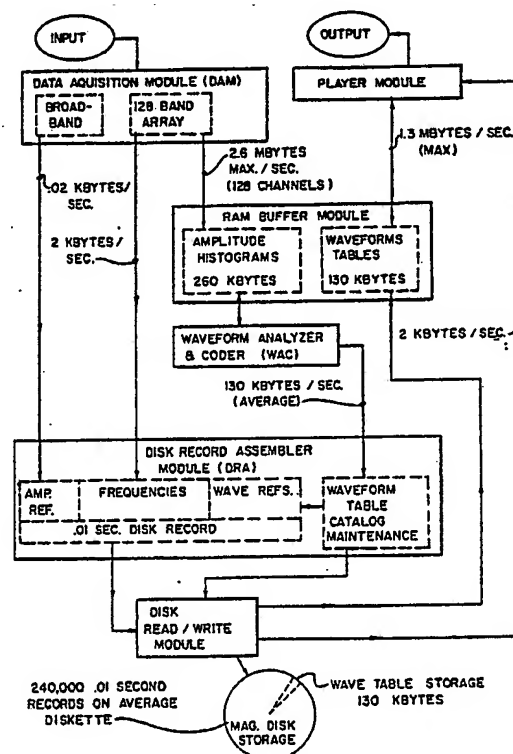 INPUT
OUTPUT
DATA AQUISITION MODULE (DAM)
BROAD-
BAND
128 BAND
ARRAY
PLAYER MODULE
.02 KBYTES/
SEC.
2.6 MBYTES
MAX./SEC.
(128 CHANNELS)
1.3 MBYTES / SEC.
(MAX)
2 KBYTES /
SEC.
RAM BUFFER MODULE
AMPLITUDE
HISTOGRAMS
260 KBYTES
WAVEFORMS
TABLES
130 KBYTES
WAVEFORM ANALYZER
& CODER (WAC)
2 KBYTES / SEC.
130 KBYTES / SEC.
(AVERAGE)
DISK RECORD ASSEMBLER
MODULE (DRA)
AMP.
REF.
FREQUENCIES
WAVE REFS..
.01 SEC. DISK RECORD
WAVEFORM
TABLE
CATALOG
MAINTENANCE
DISK
READ / WRITE
MODULE
240,000 .01 SECOND
RECORDS ON AVERAGE
DISKETTE
WAVE TABLE STORAGE
130 KBYTES
MAG. DISK
STORAGE